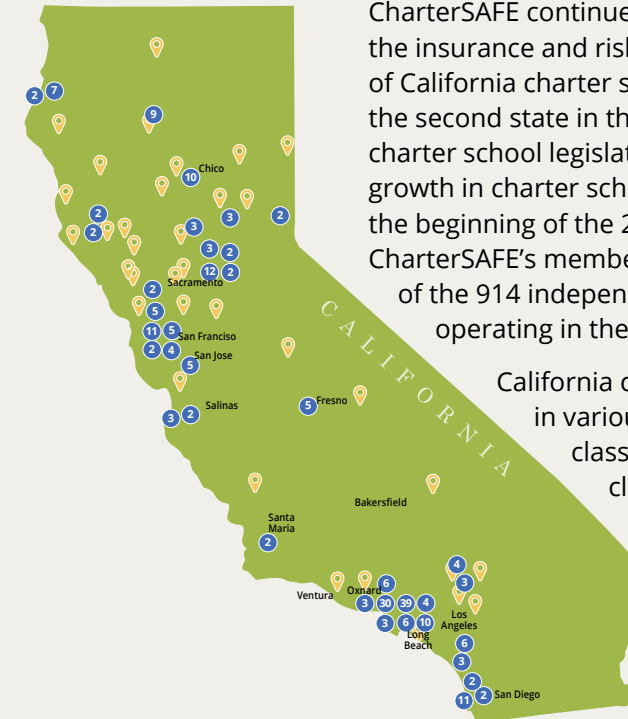 CharterSAFE continue
the insurance and risk
of California charter s
the second state in th
charter school legislat
growth in charter scho
the beginning of the 2
CharterSAFE's membe
of the 914 independ
operating in the
California c
in variou
class
cl
CALIFORNIA
2
7
9
Chico
10
2
2
3
2
3
3
2
12
2
Sacramento
2
5
11
5
San Franciso
2
4
San Jose
5
Salinas
3
2
5
Fresno
Bakersfield
Santa
Maria
2
Ventura
Oxnard
6
3
30
39
4
3
6
10
Long
Beach
4
3
Los
Angeles
6
3
2
2
11
San Diego